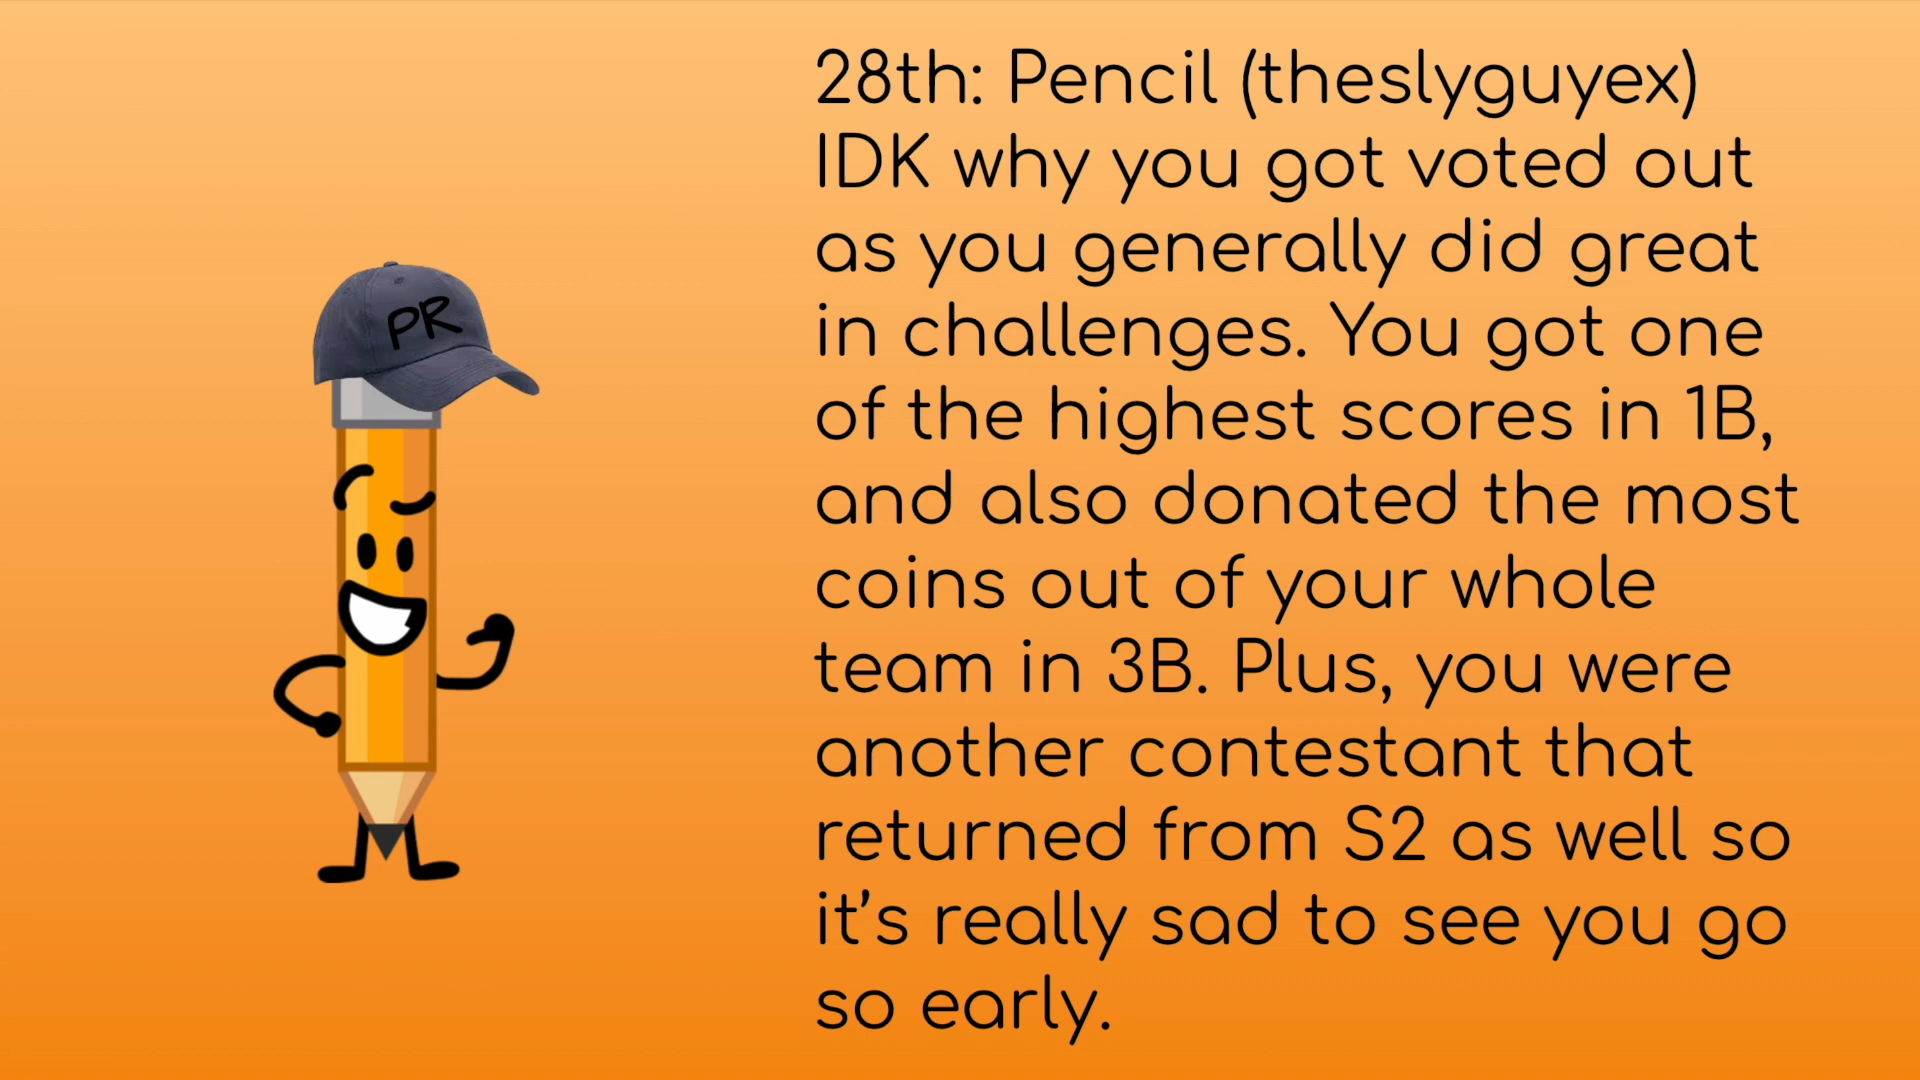 PR
28th: Pencil (theslyguyex)
IDK why you got voted out
as you generally did great
in challenges. You got one
of the highest scores in 1B,
and also donated the most
coins out of your whole
team in 3B. Plus, you were
another contestant that
returned from S2 as well so
it’s really sad to see you go
so early.